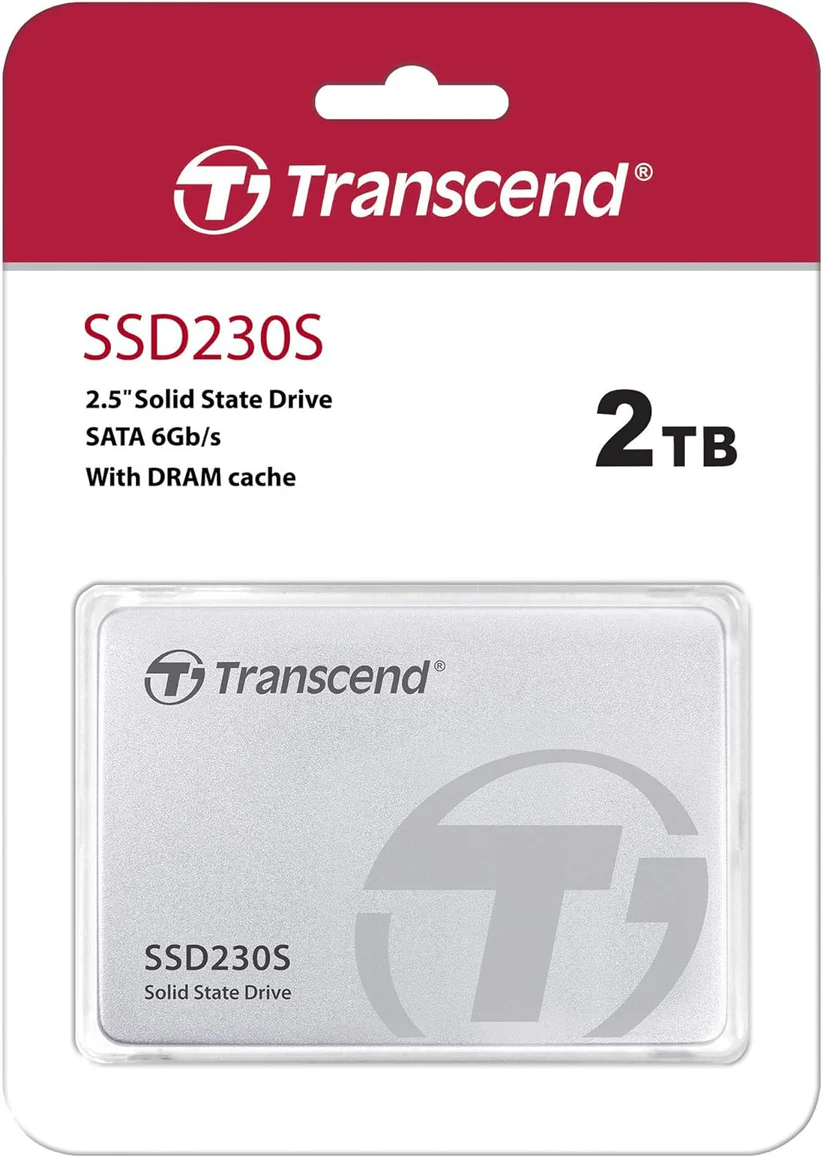 Transcend®
SSD230S
2.5" Solid State Drive
SATA 6Gb/s
With DRAM cache
2TB
Transcend®
SSD230S
Solid State Drive